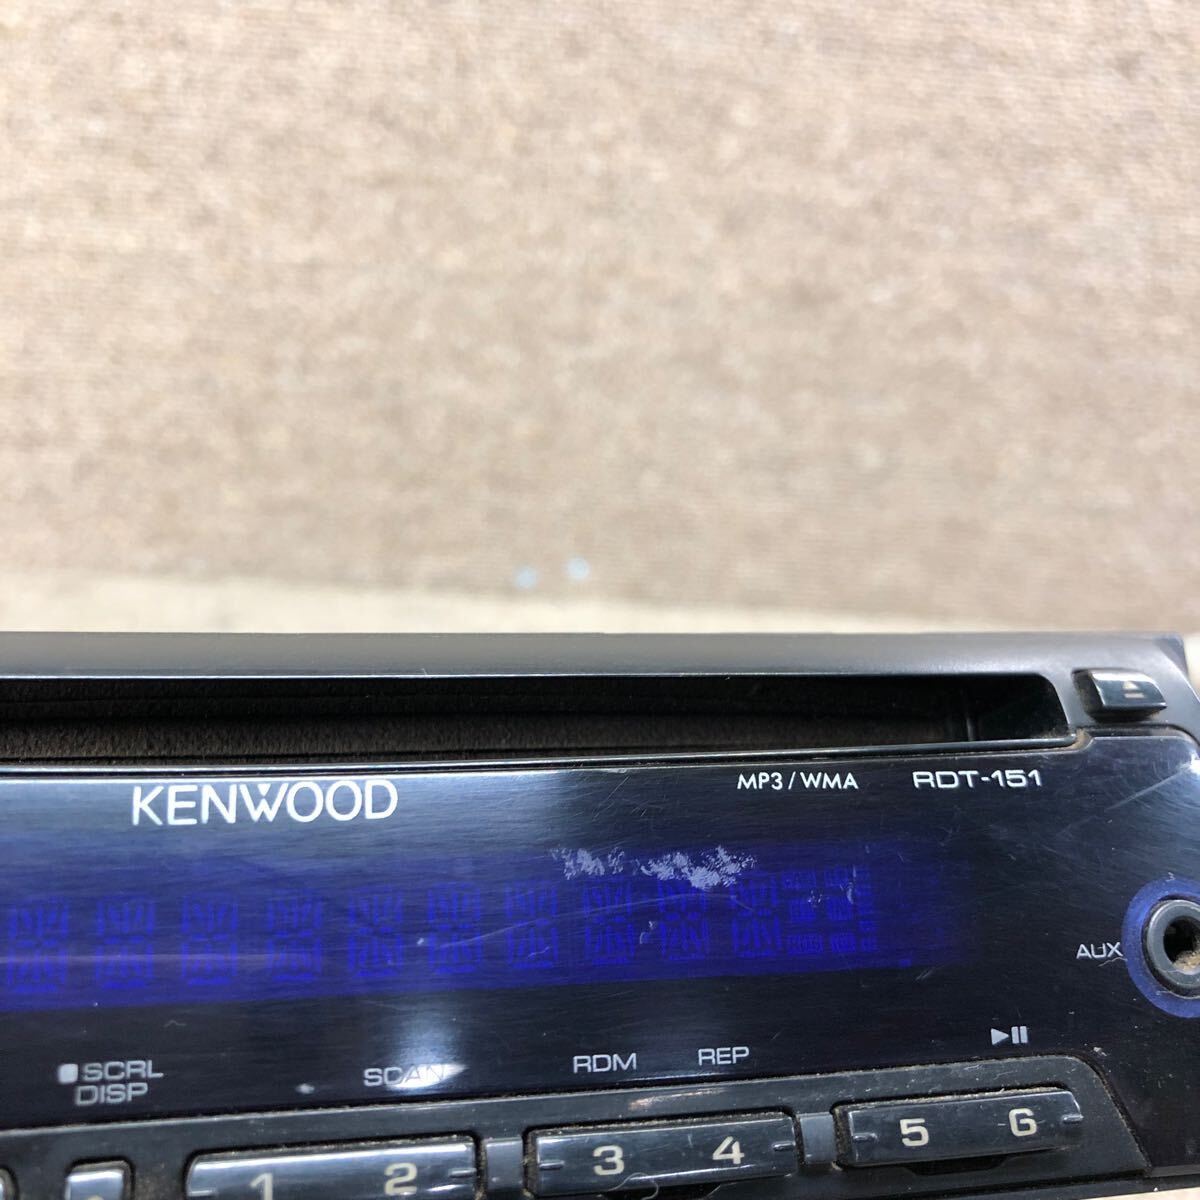 MP3/WMA RDT-151
KENWOOD
AUX
SCRL
DISP
SCAN
RDM
REP
1 2 3 4 5 6